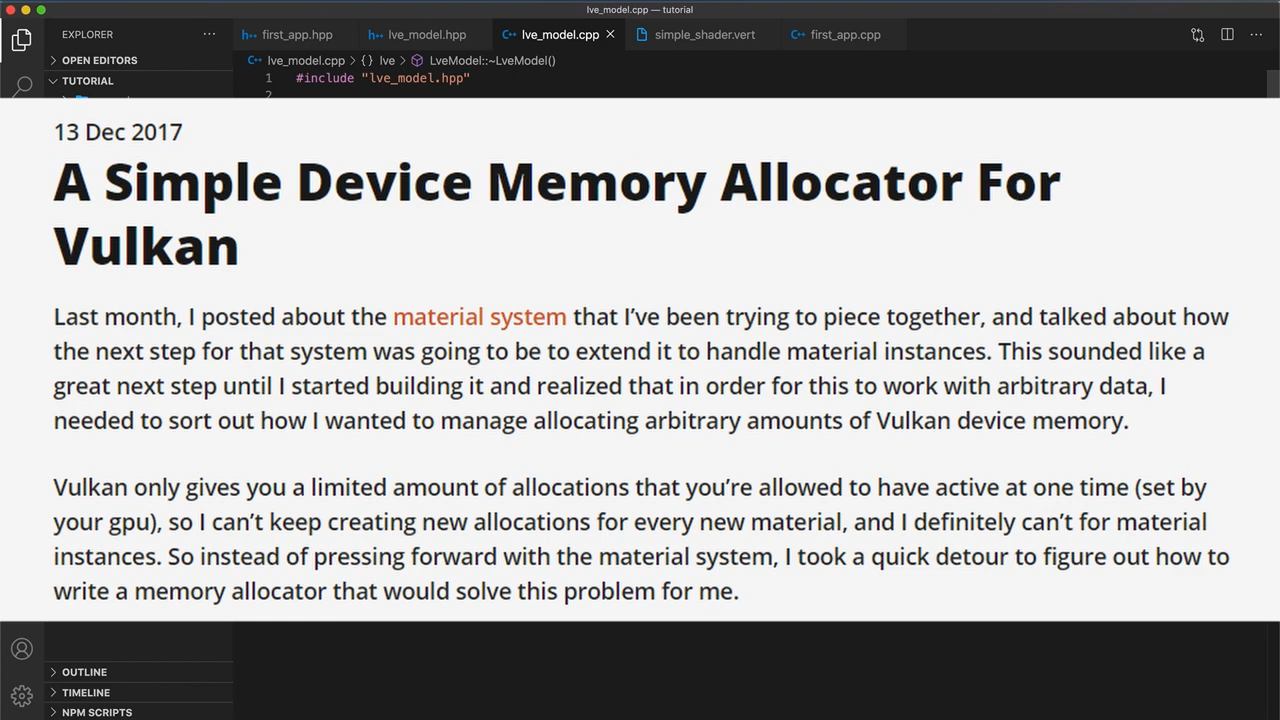 lve_model.cpp — tutorial
EXPLORER
first_app.hpp
lve_model.hpp
lve_model.cpp
simple_shader.vert
first_app.cpp
OPEN EDITORS
lve_model.cpp > {} lve > LveModel::~LveModel()
TUTORIAL
1 #include "lve_model.hpp"
2
13 Dec 2017
A Simple Device Memory Allocator For
Vulkan
Last month, I posted about the material system that I’ve been trying to piece together, and talked about how
the next step for that system was going to be to extend it to handle material instances. This sounded like a
great next step until I started building it and realized that in order for this to work with arbitrary data, I
needed to sort out how I wanted to manage allocating arbitrary amounts of Vulkan device memory.
Vulkan only gives you a limited amount of allocations that you’re allowed to have active at one time (set by
your gpu), so I can’t keep creating new allocations for every new material, and I definitely can’t for material
instances. So instead of pressing forward with the material system, I took a quick detour to figure out how to
write a memory allocator that would solve this problem for me.
OUTLINE
TIMELINE
NPM SCRIPTS